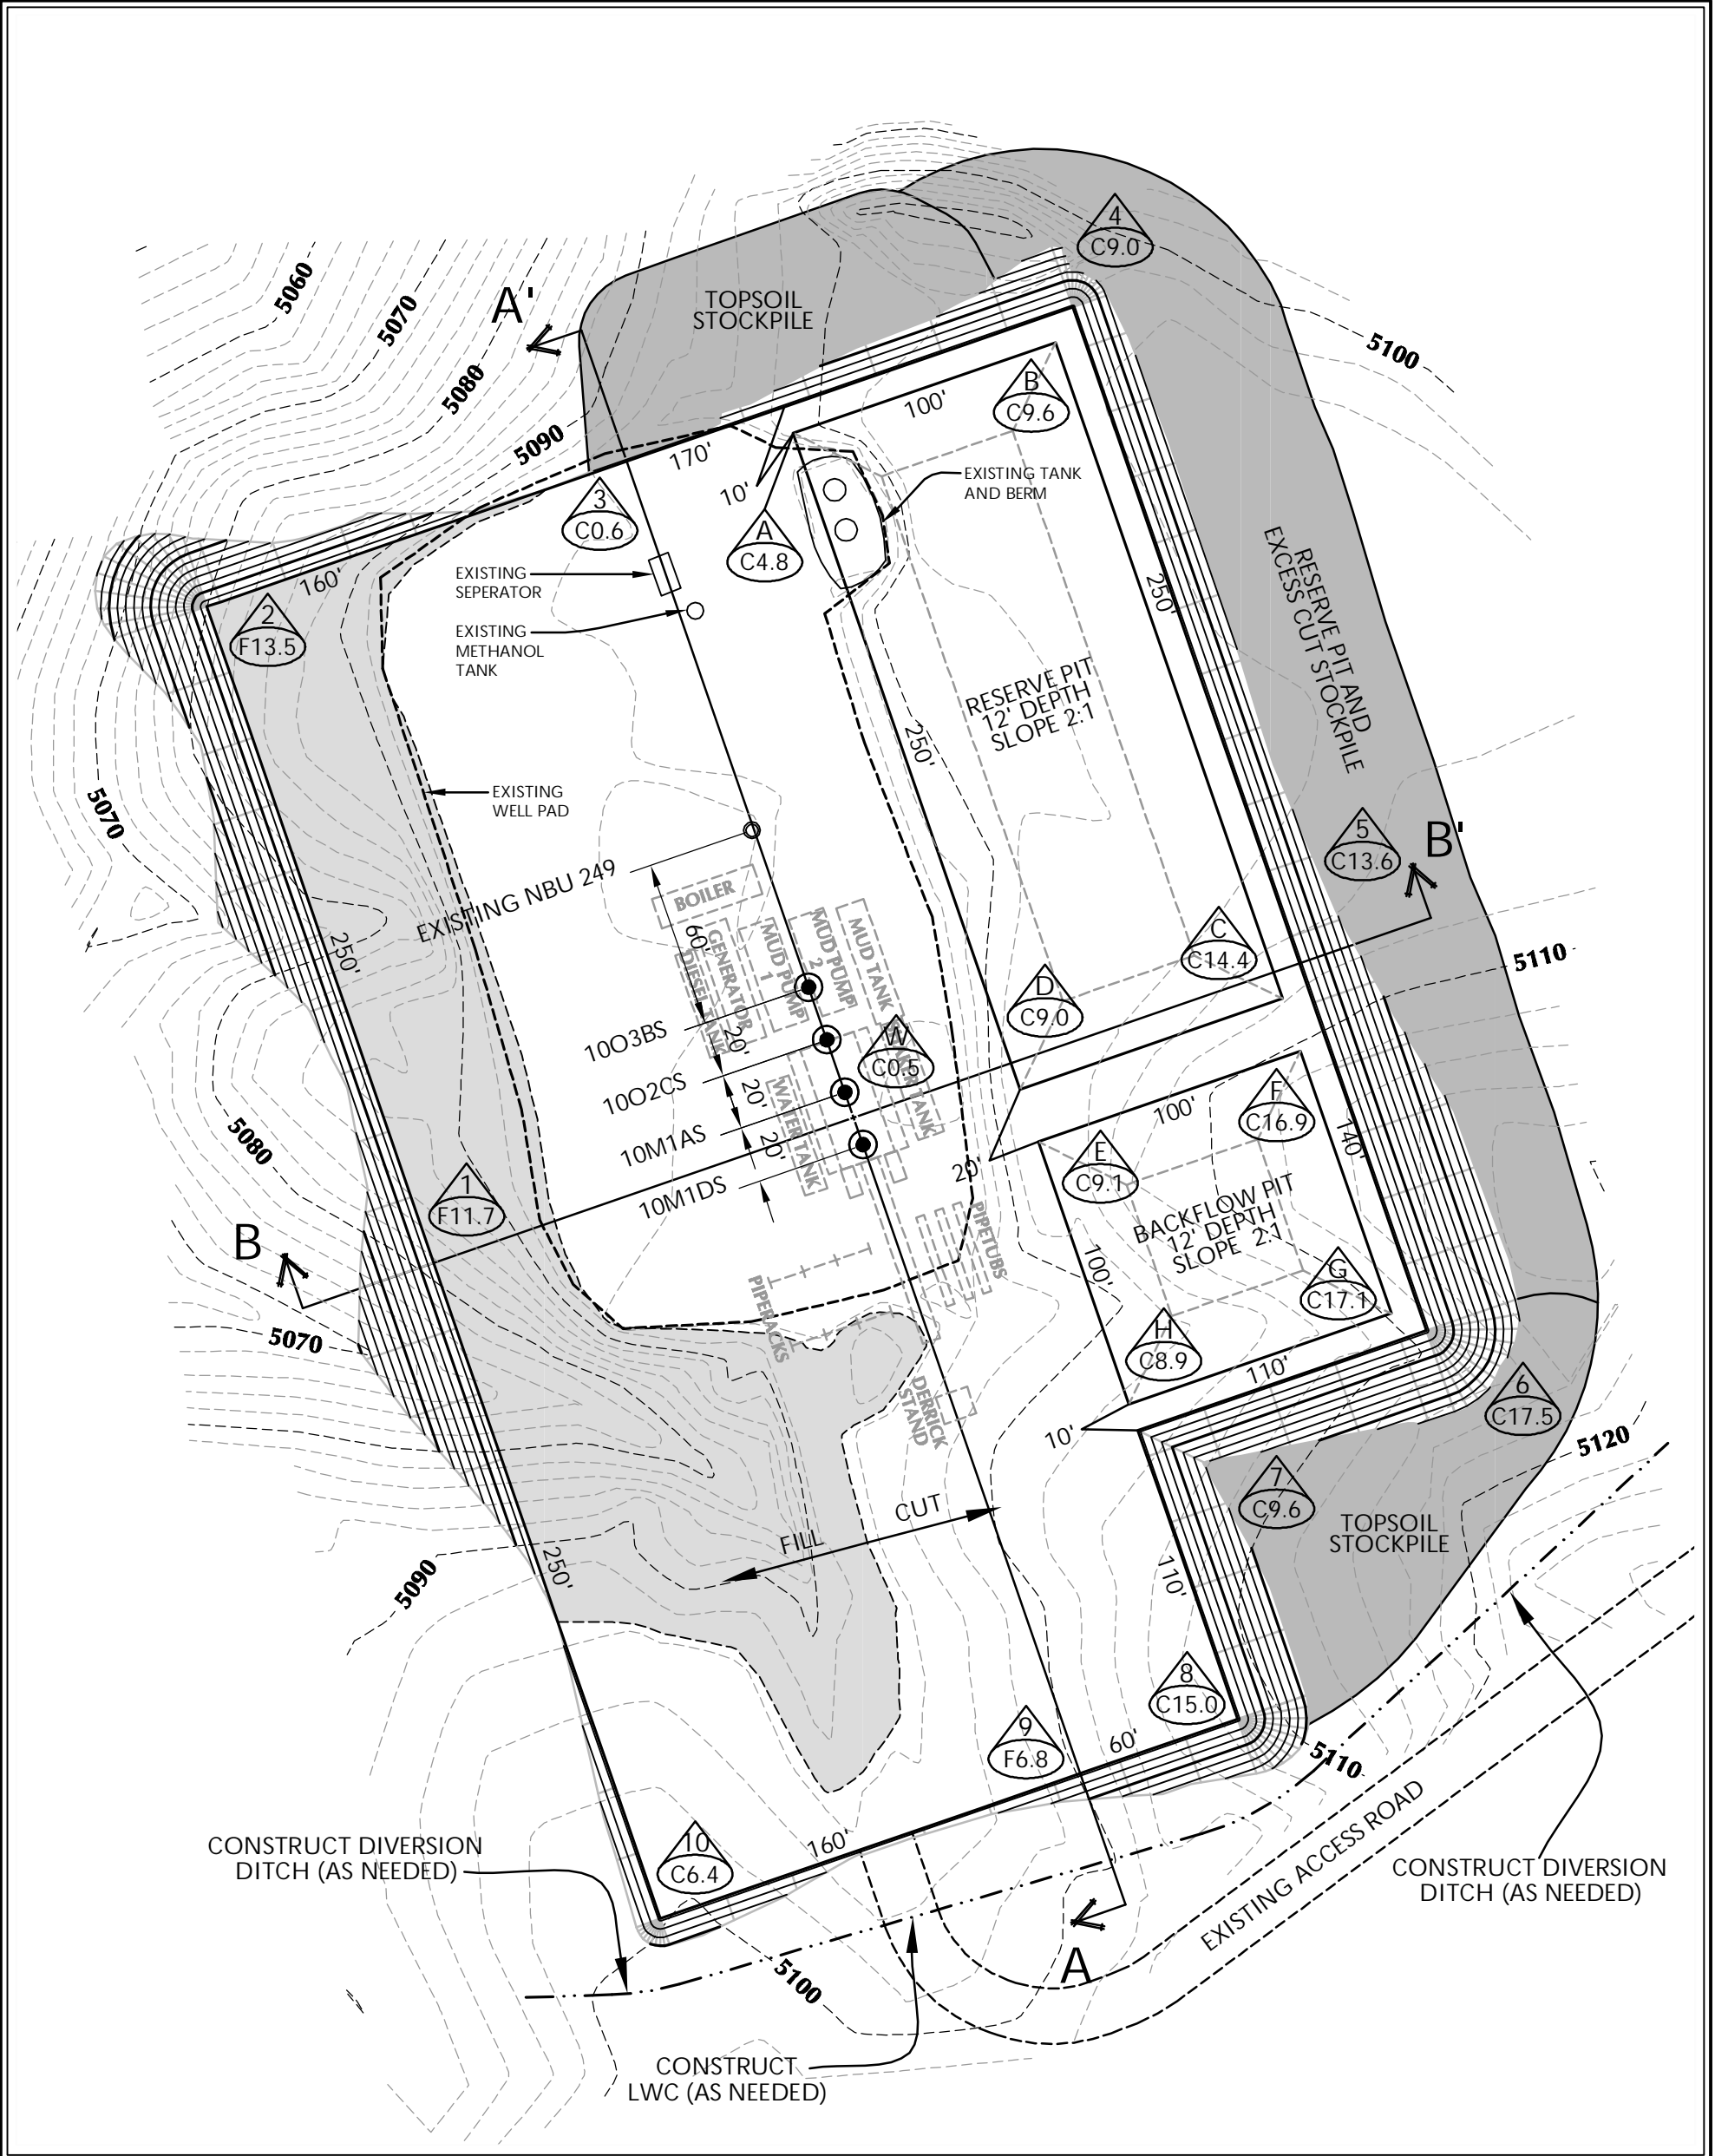 4
C9.0
5060
A'
TOPSOIL
STOCKPILE
5070
5100
5080
B
C9.6
100'
5090
170'
10'
EXISTING TANK
AND BERM
3
C0.6
A
C4.8
EXISTING
SEPERATOR
160'
250'
RESERVE PIT AND
EXCESS CUT STOCKPILE
2
F13.5
EXISTING
METHANOL
TANK
RESERVE PIT
12' DEPTH
SLOPE 2:1
250'
5070
EXISTING
WELL PAD
5
C13.6
B'
EXISTING NBU 249
BOILER
60'
GENERATOR
DIESEL TANK
MUD PUMP
1
MUD PUMP
2
MUD TANK
250'
C
C14.4
5110
D
C9.0
10O3BS
20'
W
C0.5
10O2CS
20'
WATER TANK
10M1AS
20'
10M1DS
5080
100'
F
C16.9
140'
20'
E
C9.1
1
F11.7
BACKFLOW PIT
12' DEPTH
SLOPE 2:1
B
PIPETUBS
100'
G
C17.1
5070
PIPERACKS
H
C8.9
110'
6
C17.5
DERRICK
STAND
10'
5120
7
C9.6
CUT
FILL
TOPSOIL
STOCKPILE
250'
5090
110'
8
C15.0
9
F6.8
60'
5110
10
C6.4
160'
CONSTRUCT DIVERSION
DITCH (AS NEEDED)
EXISTING ACCESS ROAD
CONSTRUCT DIVERSION
DITCH (AS NEEDED)
A
5100
CONSTRUCT
LWC (AS NEEDED)